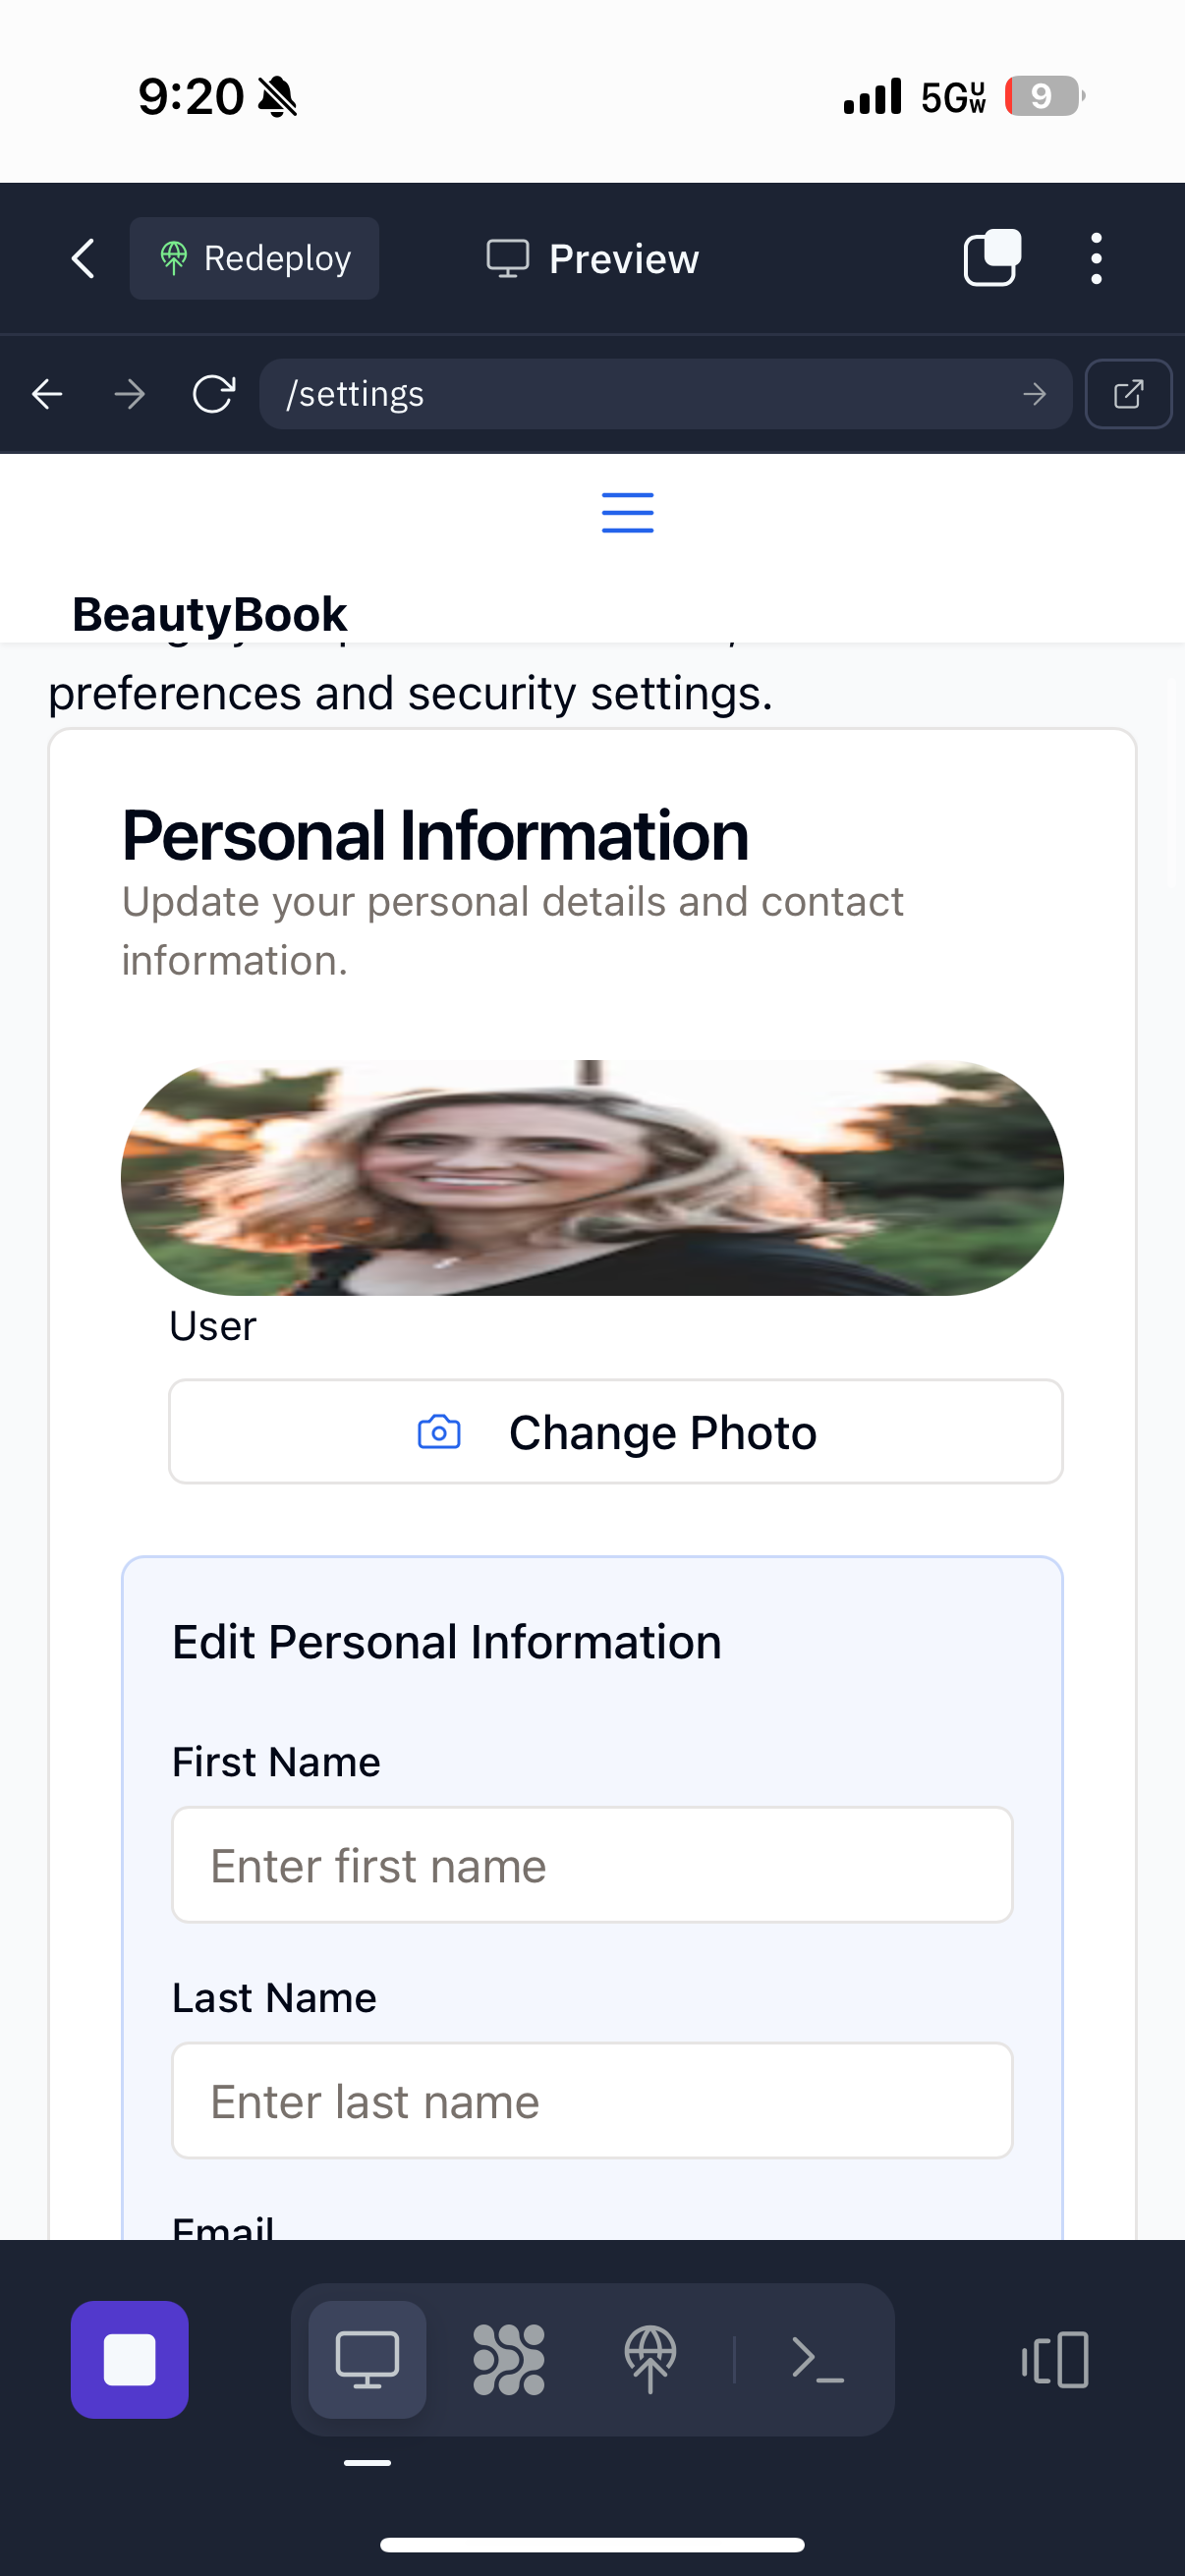 9:20
5G UW
9
Redeploy
Preview
/settings
BeautyBook
preferences and security settings.
Personal Information
Update your personal details and contact
information.
User
Change Photo
Edit Personal Information
First Name
Enter first name
Last Name
Enter last name
Email